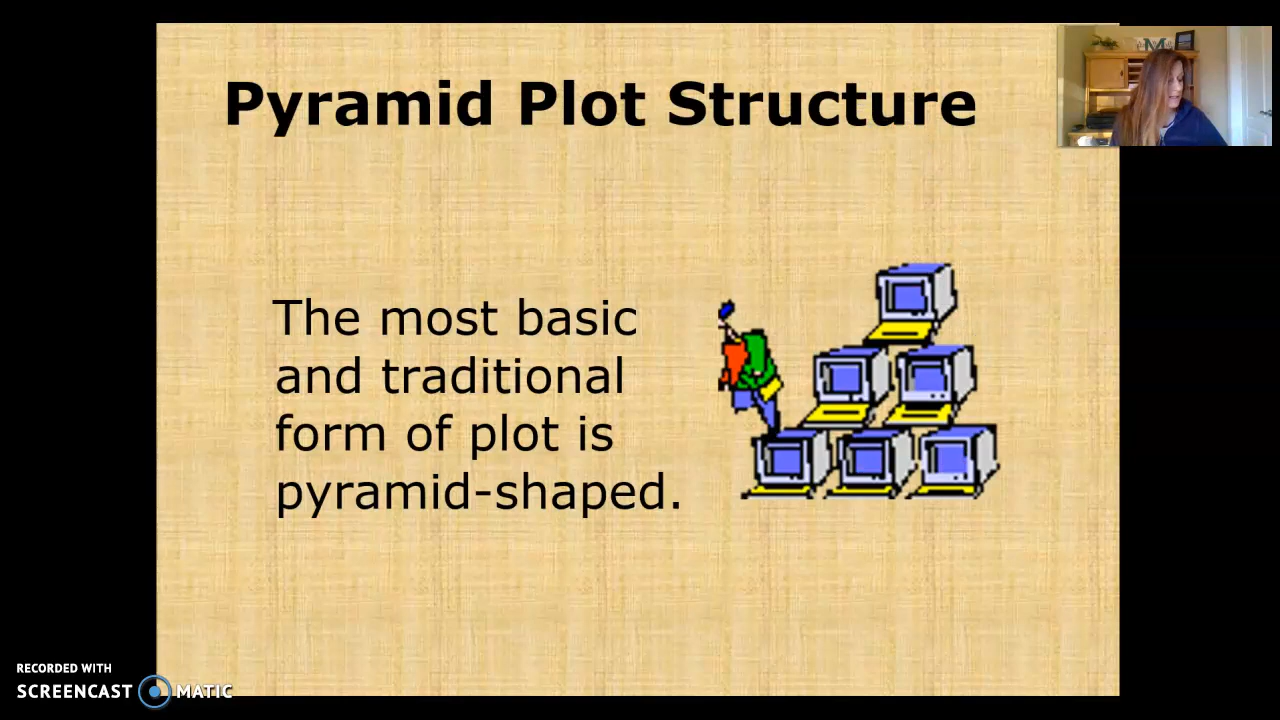 Pyramid Plot Structure
The most basic
and traditional
form of plot is
pyramid-shaped.
M
RECORDED WITH
SCREENCAST MATIC